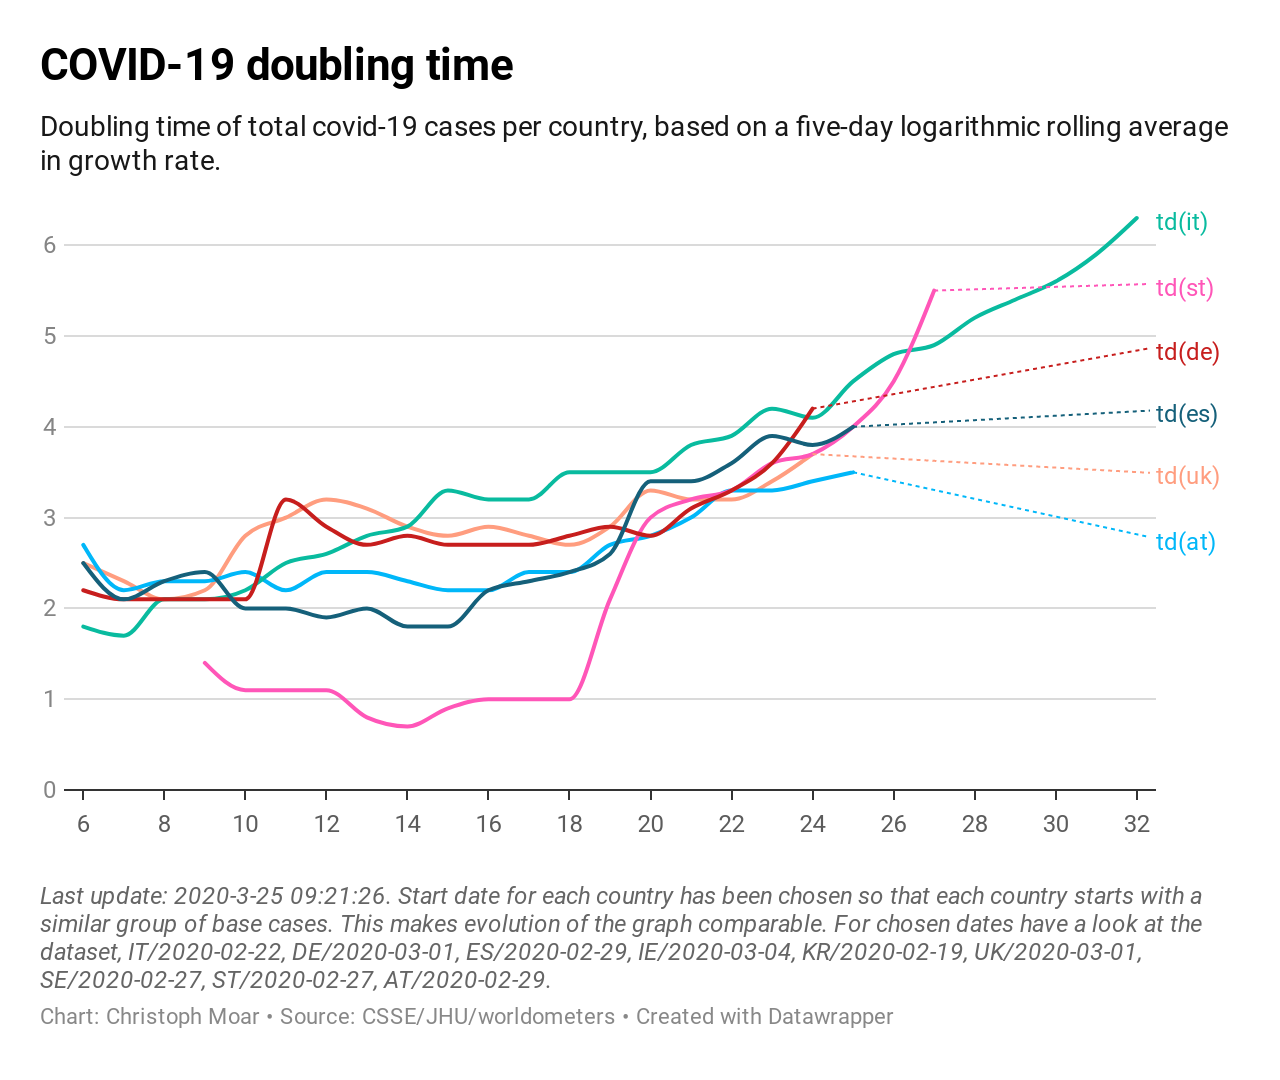 COVID-19 doubling time
Doubling time of total covid-19 cases per country, based on a five-day logarithmic rolling average
in growth rate.
td(it)
6
td(st)
5
td(de)
td(es)
4
td(uk)
td(at)
3
2
1
0
6 8 10 12 14 16 18 20 22 24 26 28 30 32
Last update: 2020-3-25 09:21:26. Start date for each country has been chosen so that each country starts with a
similar group of base cases. This makes evolution of the graph comparable. For chosen dates have a look at the
dataset, IT/2020-02-22, DE/2020-03-01, ES/2020-02-29, IE/2020-03-04, KR/2020-02-19, UK/2020-03-01,
SE/2020-02-27, ST/2020-02-27, AT/2020-02-29.
Chart: Christoph Moar • Source: CSSE/JHU/worldometers • Created with Datawrapper